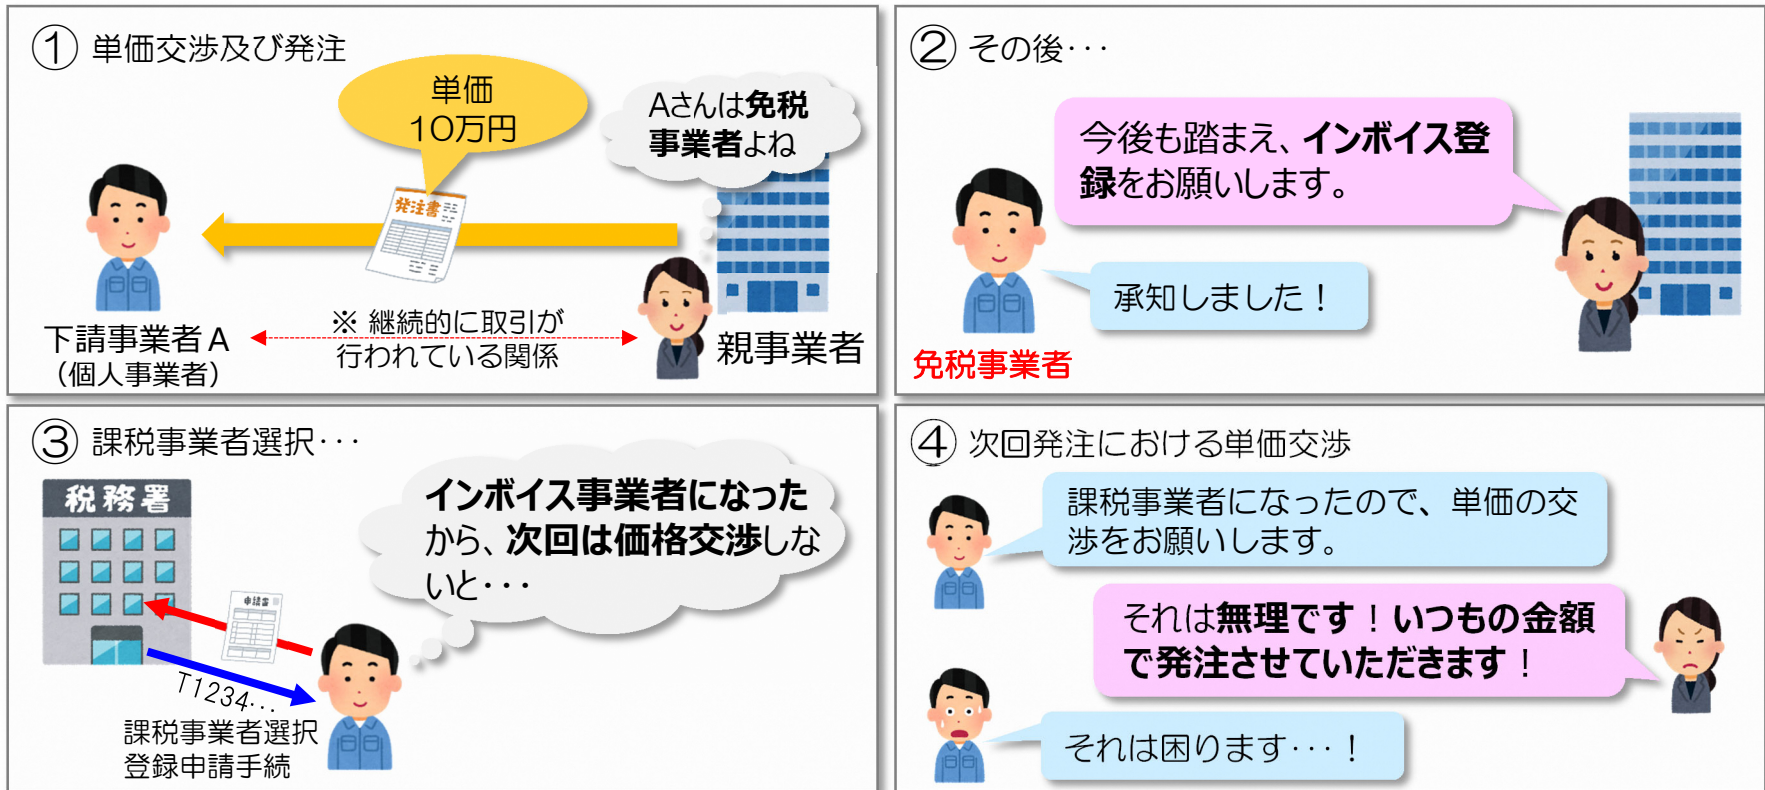 ① 単価交渉及び発注
単価
10万円
Aさんは免税
事業者よね
発注書
下請事業者A
(個人事業者)
※ 継続的に取引が
行われている関係
親事業者
② その後･･･
今後も踏まえ、インボイス登
録をお願いします。
承知しました！
免税事業者
③ 課税事業者選択･･･
税務署
インボイス事業者になった
から、次回は価格交渉しな
いと･･･
申請書
T1234･･･
課税事業者選択
登録申請手続
④ 次回発注における単価交渉
課税事業者になったので、単価の交
渉をお願いします。
それは無理です！いつもの金額
で発注させていただきます！
それは困ります･･･！